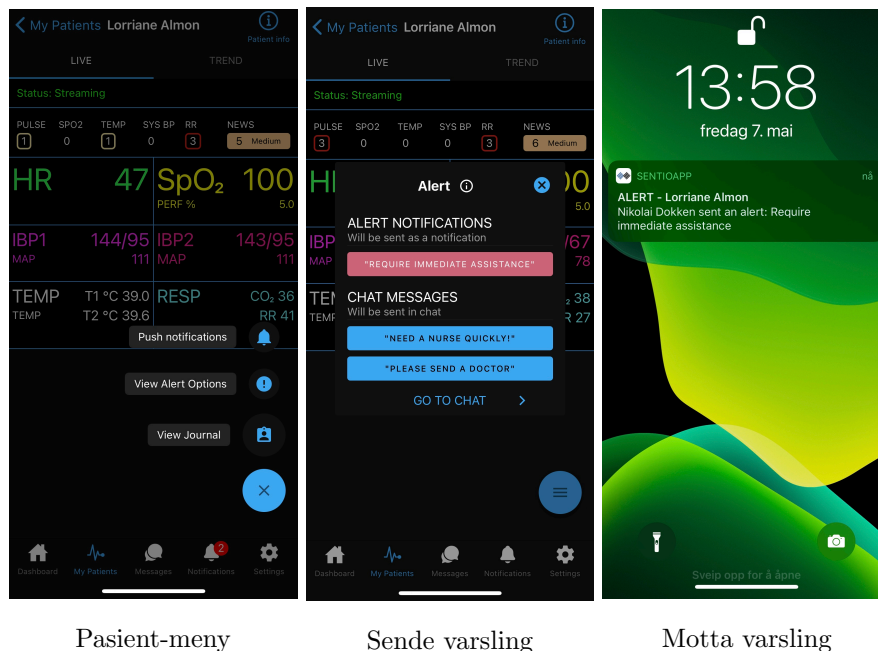 My Patients Lorriane Almon
Patient info
LIVE TREND
Status: Streaming
PULSE SPO2 TEMP SYS BP RR NEWS
1 0 1 0 3 5 Medium
HR 47 SpO₂ 100
PERF % 5.0
IBP1 144/95 IBP2 143/95
MAP 111 MAP 111
TEMP T1 °C 39.0 RESP CO₂ 36
TEMP T2 °C 39.6 RR 41
Push notifications
View Alert Options
View Journal
Dashboard My Patients Messages Notifications 2 Settings
Pasient-meny
My Patients Lorriane Almon
Patient info
LIVE TREND
Status: Streaming
PULSE SPO2 TEMP SYS BP RR NEWS
3 0 0 0 3 6 Medium
Alert
ALERT NOTIFICATIONS
Will be sent as a notification
"REQUIRE IMMEDIATE ASSISTANCE"
CHAT MESSAGES
Will be sent in chat
"NEED A NURSE QUICKLY!"
"PLEASE SEND A DOCTOR"
GO TO CHAT
5.0
MAP 78
Dashboard My Patients Messages Notifications Settings
Sende varsling
13:58
fredag 7. mai
SENTIOAPP nå
ALERT - Lorriane Almon
Nikolai Dokken sent an alert: Require
immediate assistance
Sveip opp for å åpne
Motta varsling